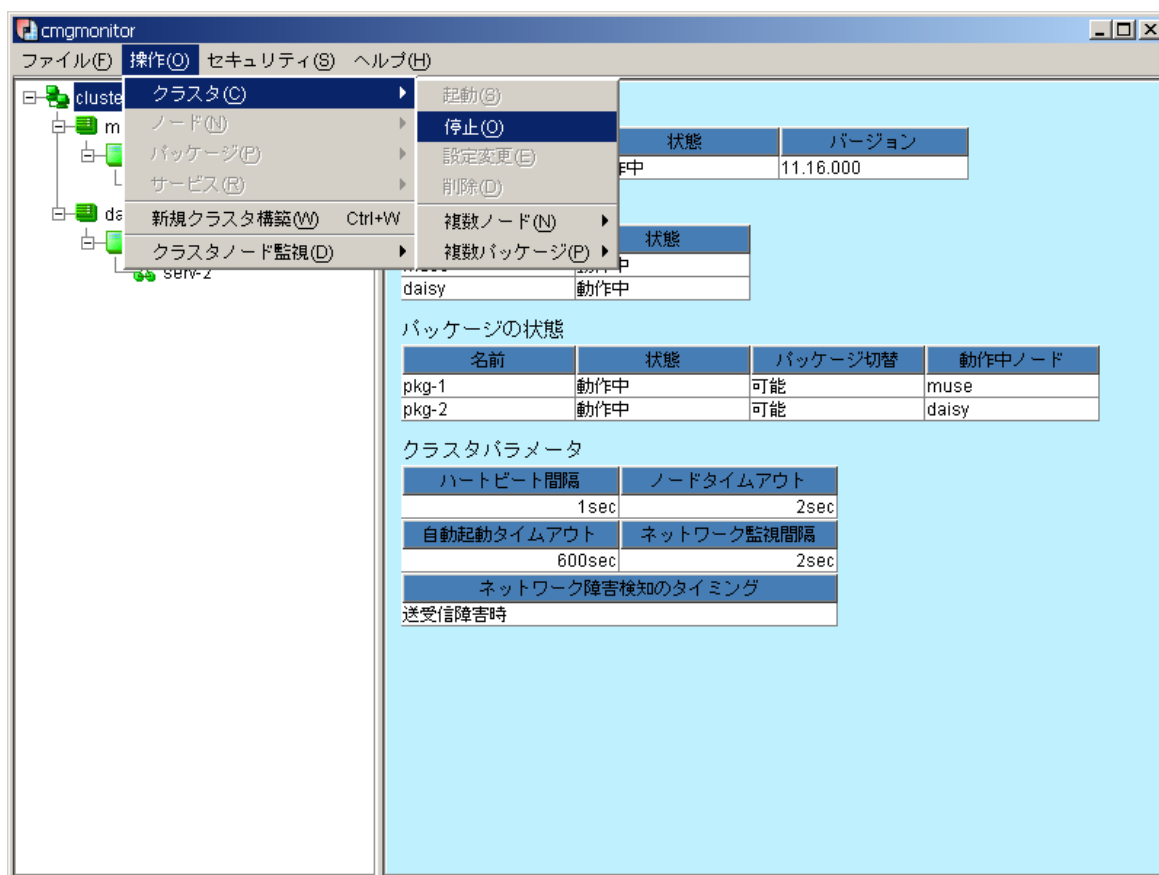 cmgmonitor
ファイル(F) 操作(O) セキュリティ(S) ヘルプ(H)
クラスタ(C)
ノード(N)
パッケージ(P)
サービス(R)
新規クラスタ構築(W) Ctrl+W
クラスタノード監視(D)
起動(S)
停止(O)
設定変更(E)
削除(D)
複数ノード(N)
複数パッケージ(P)
serv-2
状態 バージョン
11.16.000
状態
daisy 動作中
パッケージの状態
名前 状態 パッケージ切替 動作中ノード
pkg-1 動作中 可能 muse
pkg-2 動作中 可能 daisy
クラスタパラメータ
ハートビート間隔 ノードタイムアウト
1sec 2sec
自動起動タイムアウト ネットワーク監視間隔
600sec 2sec
ネットワーク障害検知のタイミング
送受信障害時